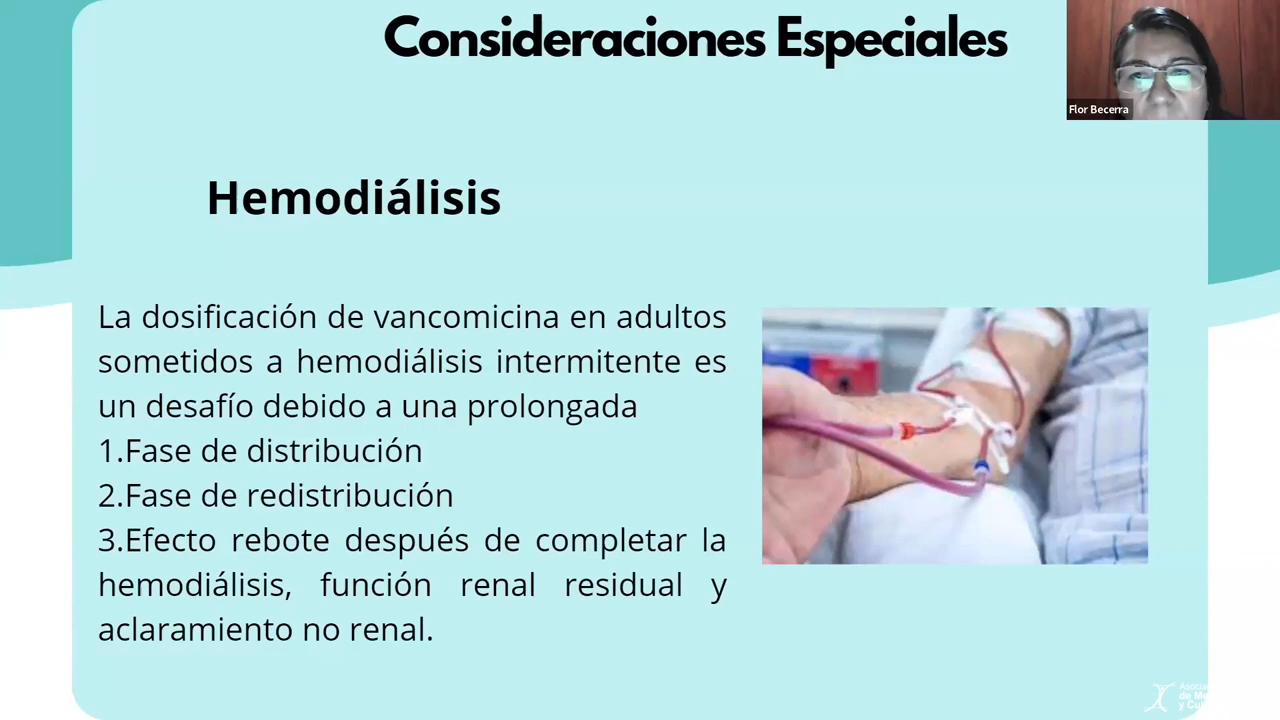 Consideraciones Especiales
Flor Becerra
Hemodiálisis
La dosificación de vancomicina en adultos
sometidos a hemodiálisis intermitente es
un desafío debido a una prolongada
1.Fase de distribución
2.Fase de redistribución
3.Efecto rebote después de completar la
hemodiálisis, función renal residual y
aclaramiento no renal.